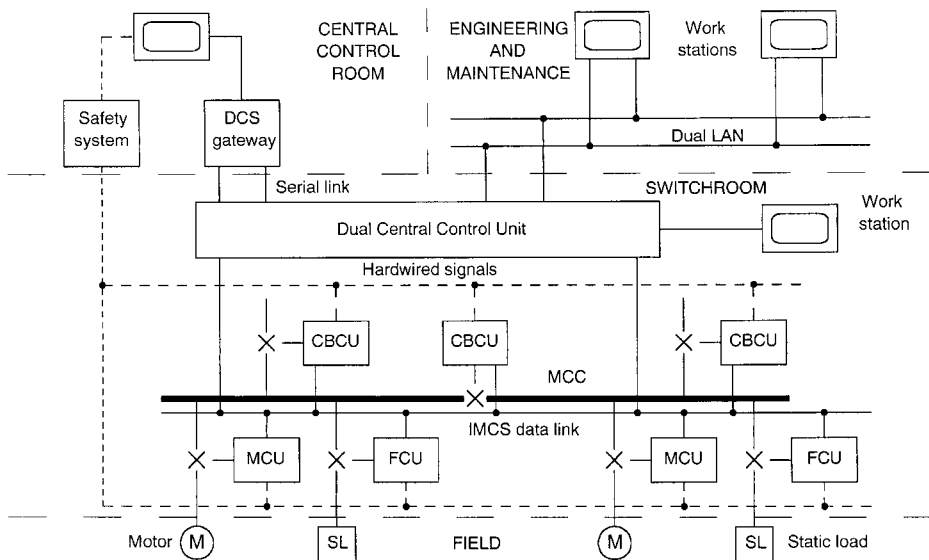 CENTRAL
CONTROL
ROOM
ENGINEERING
AND
MAINTENANCE
Work
stations
Safety
system
DCS
gateway
Dual LAN
Serial link
SWITCHROOM
Work
station
Dual Central Control Unit
Hardwired signals
CBCU
CBCU
CBCU
MCC
IMCS data link
MCU
FCU
MCU
FCU
Motor
M
SL
FIELD
M
SL
Static load